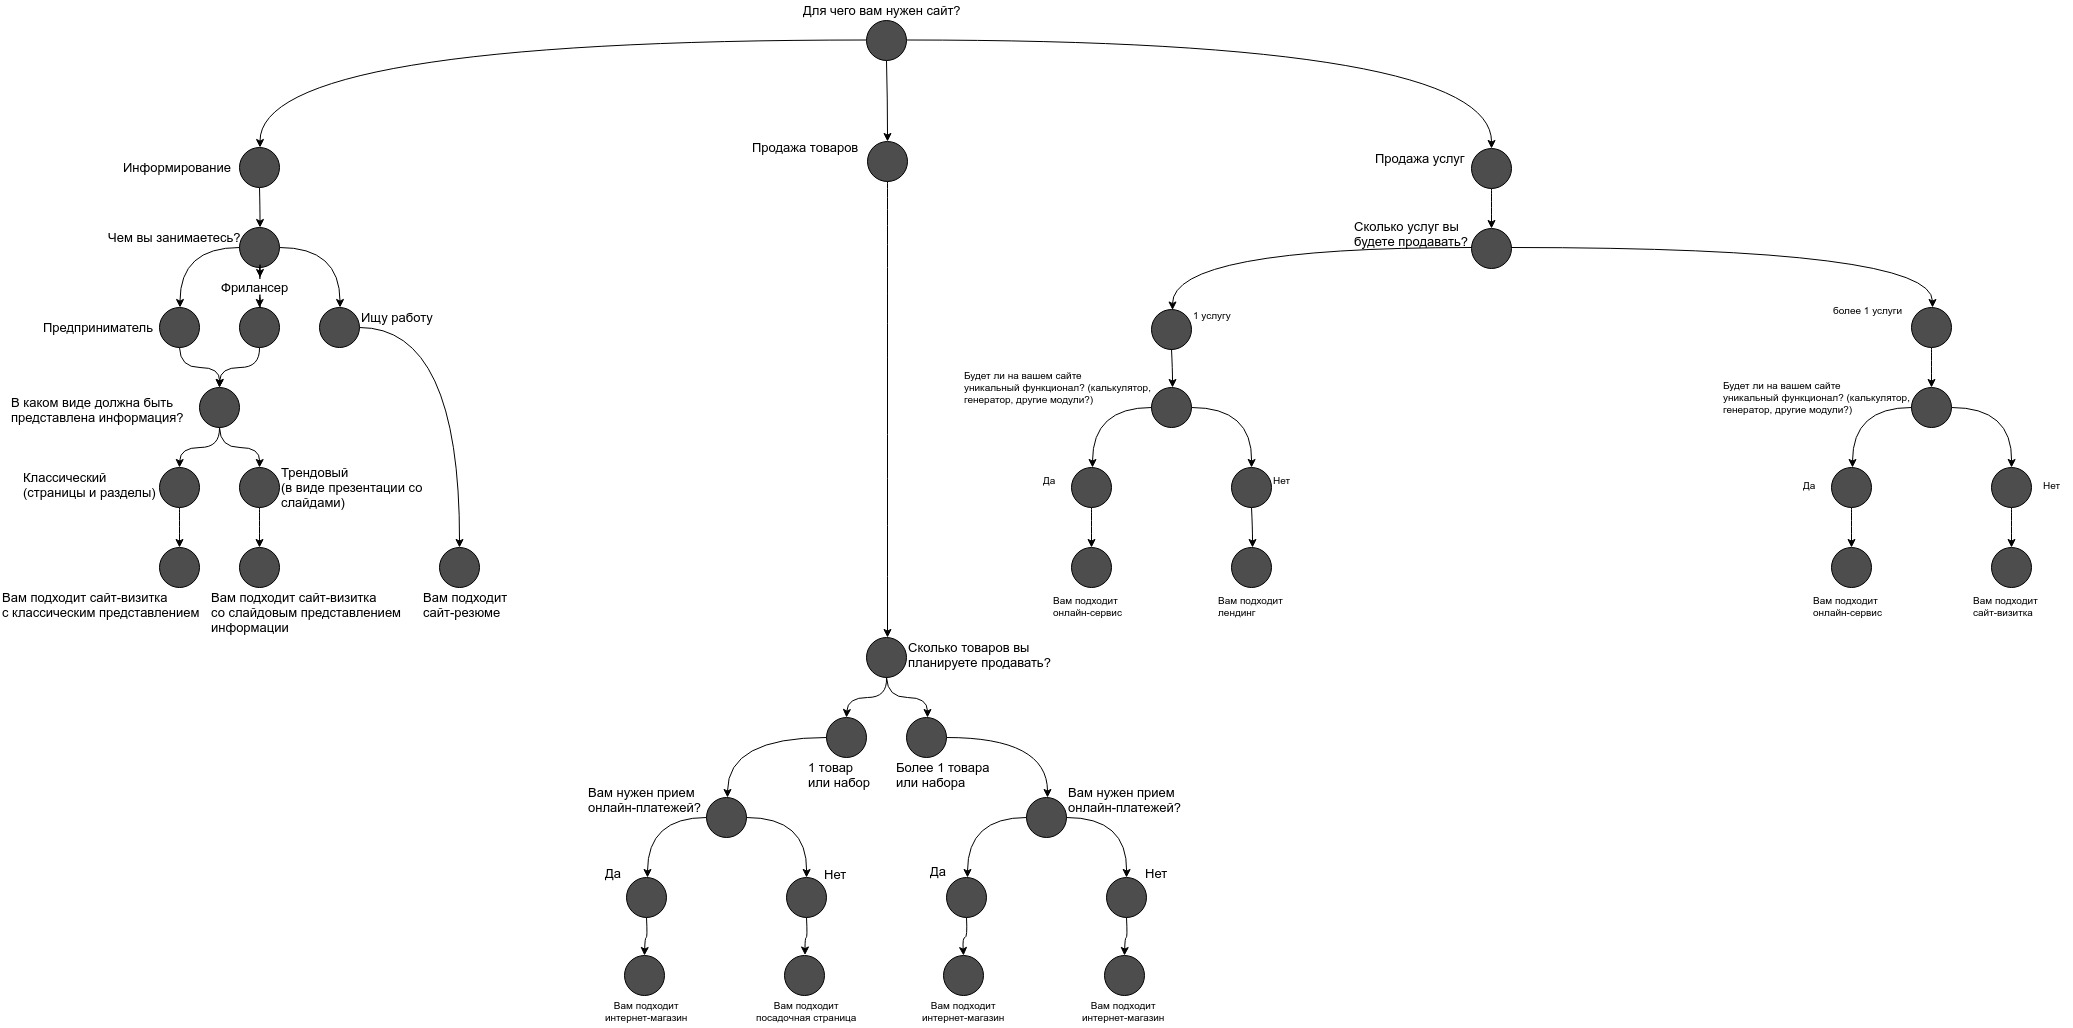 Для чего вам нужен сайт?
Информирование
Продажа товаров
Продажа услуг
Чем вы занимаетесь?
Сколько услуг вы
будете продавать?
Фрилансер
Предприниматель
Ищу работу
1 услугу
более 1 услуги
Будет ли на вашем сайте
уникальный функционал? (калькулятор,
генератор, другие модули?)
Будет ли на вашем сайте
уникальный функционал? (калькулятор,
генератор, другие модули?)
В каком виде должна быть
представлена информация?
Классический
(страницы и разделы)
Трендовый
(в виде презентации со
слайдами)
Да
Нет
Да
Нет
Вам подходит сайт-визитка
с классическим представлением
Вам подходит сайт-визитка
со слайдовым представлением
информации
Вам подходит
сайт-резюме
Вам подходит
онлайн-сервис
Вам подходит
лендинг
Вам подходит
онлайн-сервис
Вам подходит
сайт-визитка
Сколько товаров вы
планируете продавать?
1 товар
или набор
Более 1 товара
или набора
Вам нужен прием
онлайн-платежей?
Вам нужен прием
онлайн-платежей?
Да
Нет
Да
Нет
Вам подходит
интернет-магазин
Вам подходит
посадочная страница
Вам подходит
интернет-магазин
Вам подходит
интернет-магазин